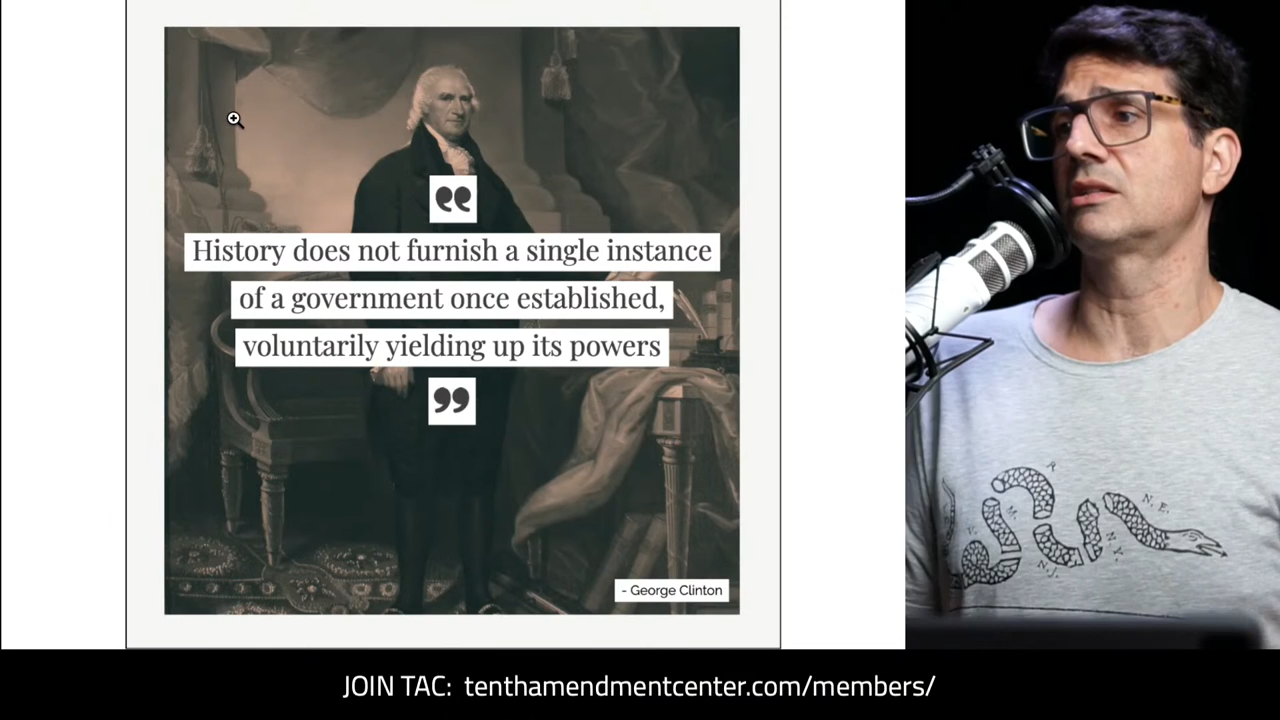 “
History does not furnish a single instance
of a government once established,
voluntarily yielding up its powers
”
- George Clinton
R
N. E.
M.
N.Y.
N.J.
JOIN TAC: tenthamendmentcenter.com/members/